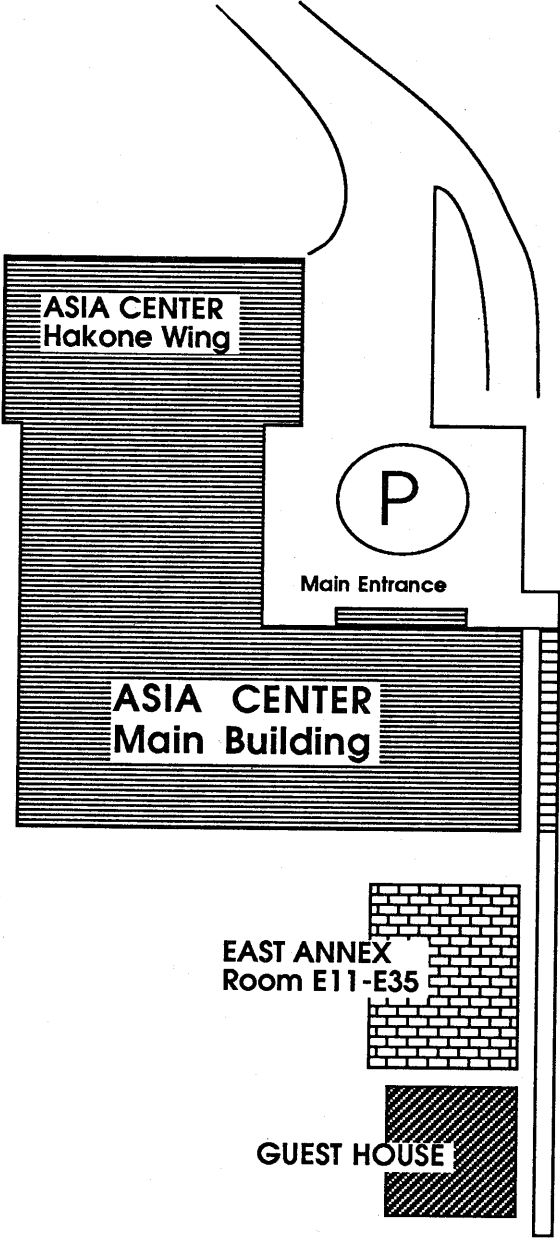 ASIA CENTER
Hakone Wing
P
Main Entrance
ASIA CENTER
Main Building
EAST ANNEX
Room E11-E35
GUEST HOUSE